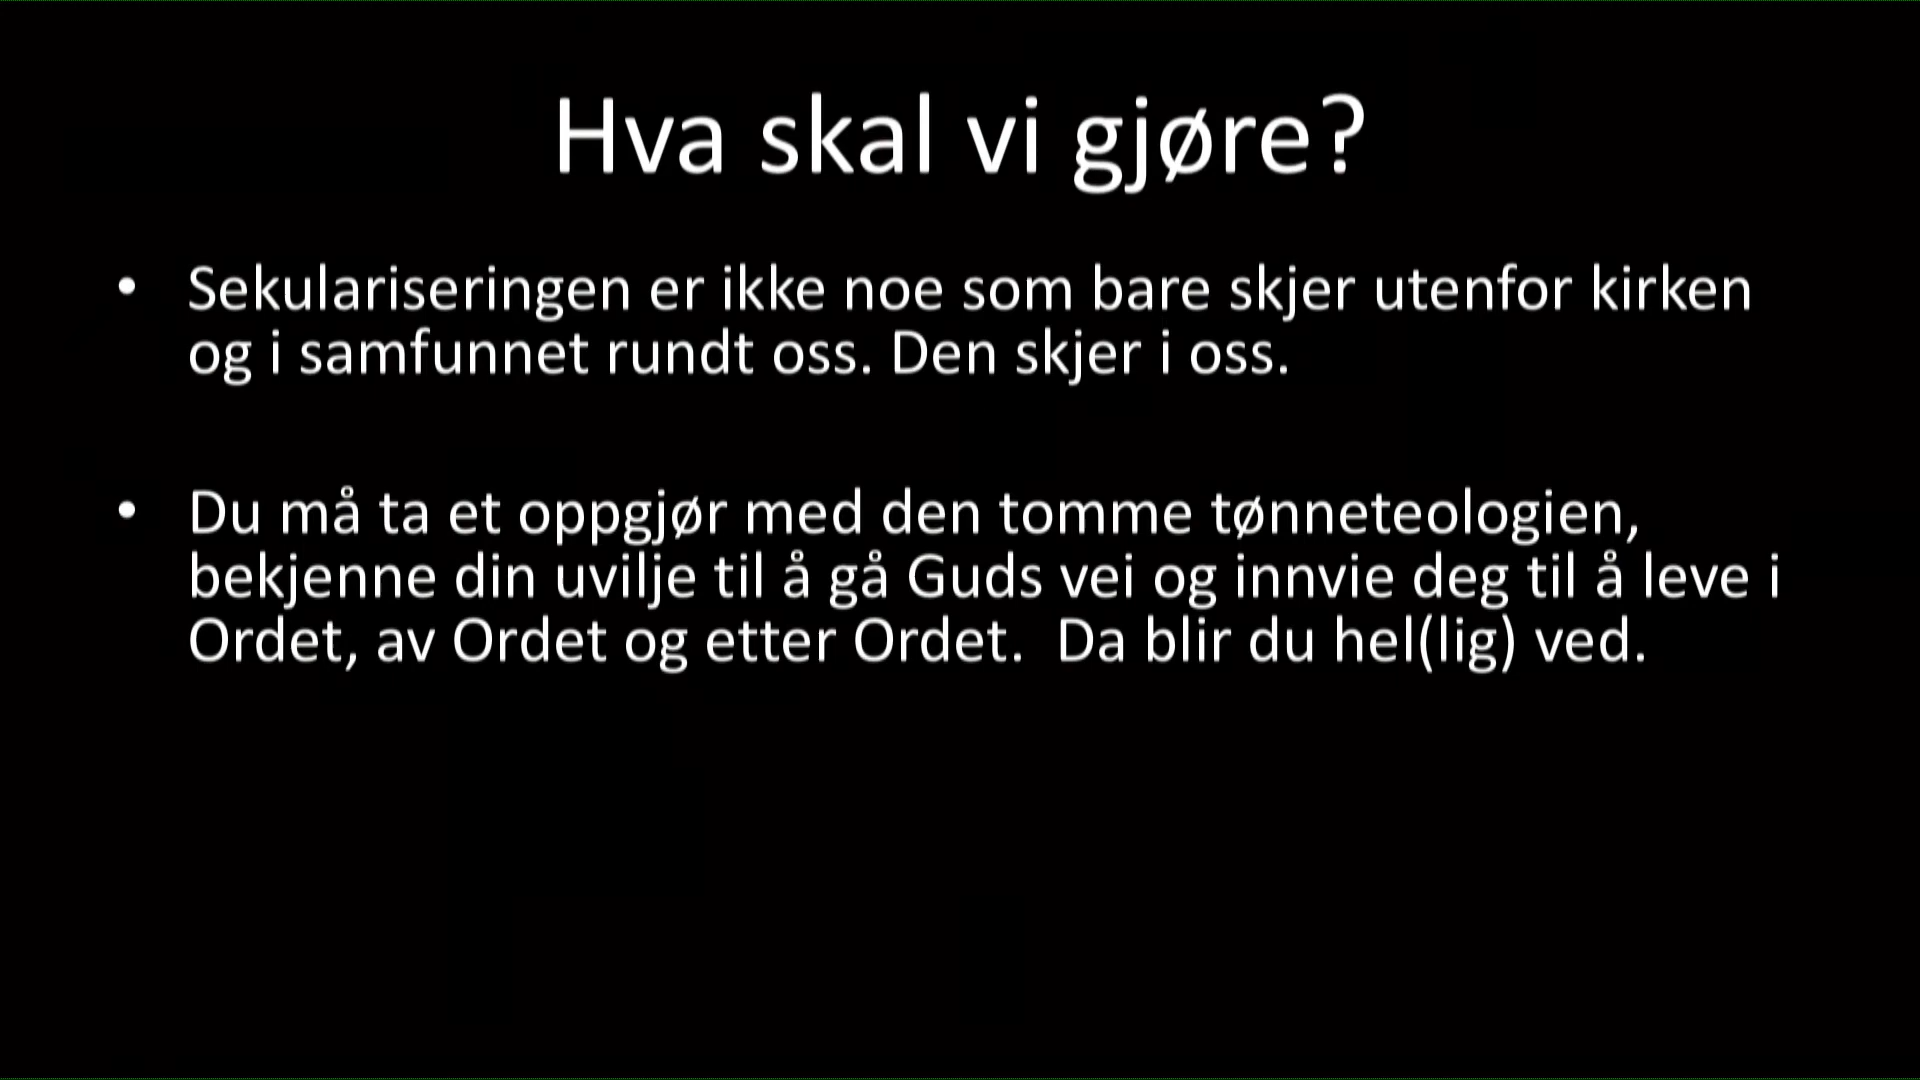 Hva skal vi gjøre?
• Sekulariseringen er ikke noe som bare skjer utenfor kirken
og i samfunnet rundt oss. Den skjer i oss.
• Du må ta et oppgjør med den tomme tønneteologien,
bekjenne din uvilje til å gå Guds vei og innvie deg til å leve i
Ordet, av Ordet og etter Ordet.  Da blir du hel(lig) ved.